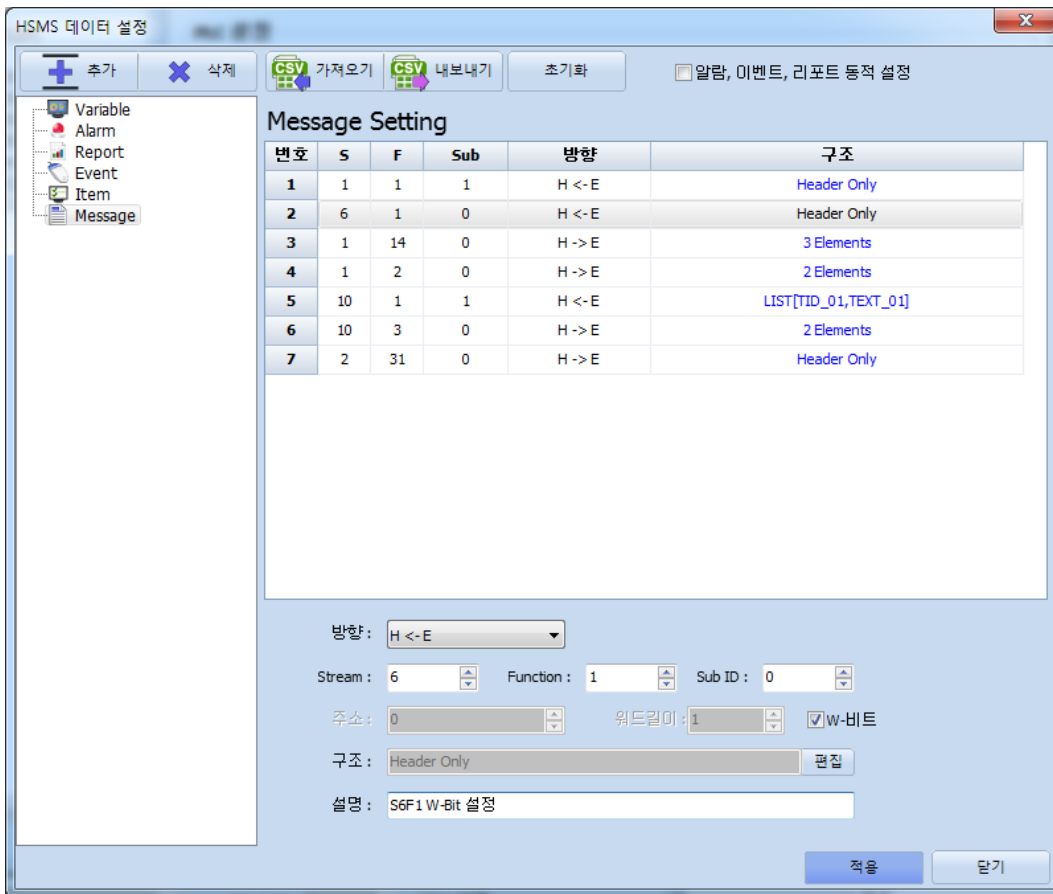 HSMS 데이터 설정
추가 삭제 CSV 가져오기 CSV 내보내기 초기화 알람, 이벤트, 리포트 동적 설정
Variable
Alarm
Report
Event
Item
Message
Message Setting
번호 S F Sub 방향 구조
1 1 1 1 H <- E Header Only
2 6 1 0 H <- E Header Only
3 1 14 0 H -> E 3 Elements
4 1 2 0 H -> E 2 Elements
5 10 1 1 H <- E LIST[TID_01,TEXT_01]
6 10 3 0 H -> E 2 Elements
7 2 31 0 H -> E Header Only
방향 : H <- E
Stream : 6 Function : 1 Sub ID : 0
주소 : 0 워드길이 : 1 W-비트
구조 : Header Only 편집
설명 : S6F1 W-Bit 설정
적용 닫기